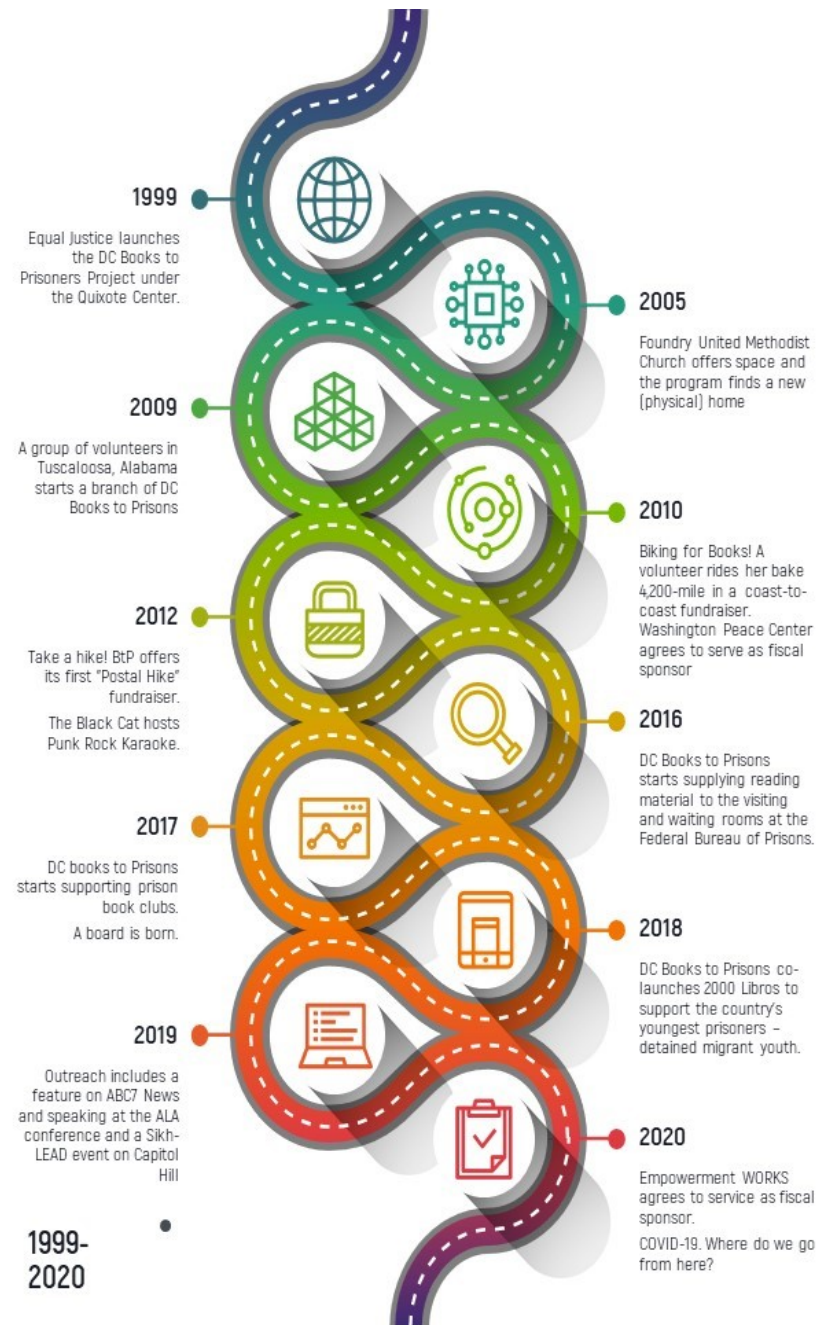 1999
Equal Justice launches
the DC Books to
Prisoners Project under
the Quixote Center.
2005
Foundry United Methodist
Church offers space and
the program finds a new
(physical) home
2009
A group of volunteers in
Tuscaloosa, Alabama
starts a branch of DC
Books to Prisons
2010
Biking for Books! A
volunteer rides her bake
4,200-mile in a coast-to-
coast fundraiser.
Washington Peace Center
agrees to serve as fiscal
sponsor
2012
Take a hike! BtP offers
its first "Postal Hike"
fundraiser.
The Black Cat hosts
Punk Rock Karaoke.
2016
DC Books to Prisons
starts supplying reading
material to the visiting
and waiting rooms at the
Federal Bureau of Prisons.
2017
DC books to Prisons
starts supporting prison
book clubs.
A board is born.
2018
DC Books to Prisons co-
launches 2000 Libros to
support the country's
youngest prisoners –
detained migrant youth.
2019
Outreach includes a
feature on ABC7 News
and speaking at the ALA
conference and a Sikh-
LEAD event on Capitol
Hill
2020
Empowerment WORKS
agrees to service as fiscal
sponsor.
COVID-19. Where do we go
from here?
1999-
2020